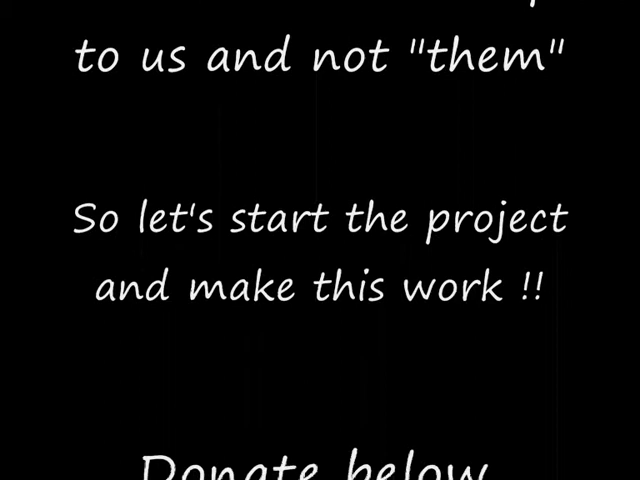 to us and not "them"
So let's start the project
and make this work !!
Donate below